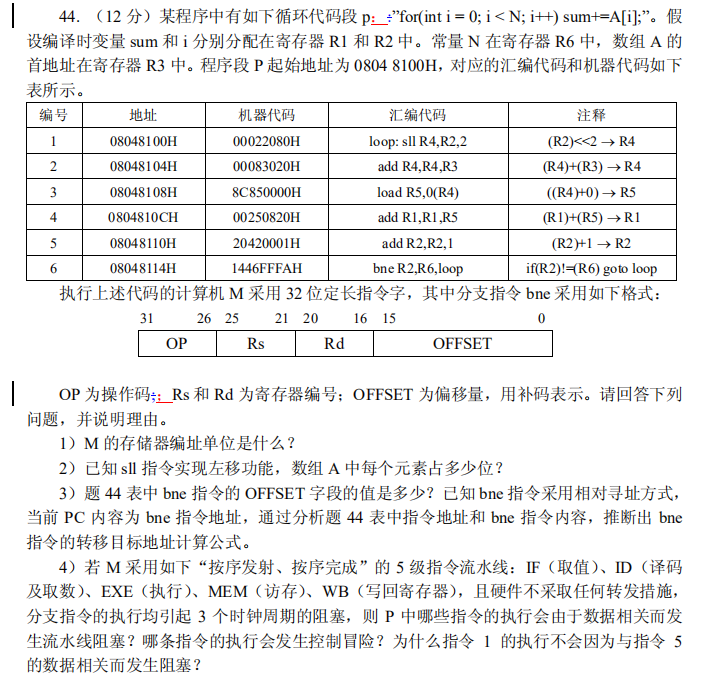 44.（12 分）某程序中有如下循环代码段 p：;”for(int i = 0; i < N; i++) sum+=A[i];”。假
设编译时变量 sum 和 i 分别分配在寄存器 R1 和 R2 中。常量 N 在寄存器 R6 中，数组 A 的
首地址在寄存器 R3 中。程序段 P 起始地址为 0804 8100H，对应的汇编代码和机器代码如下
表所示。
编号 地址 机器代码 汇编代码 注释
1 08048100H 00022080H loop: sll R4,R2,2 (R2)<<2 → R4
2 08048104H 00083020H add R4,R4,R3 (R4)+(R3) → R4
3 08048108H 8C850000H load R5,0(R4) ((R4)+0) → R5
4 0804810CH 00250820H add R1,R1,R5 (R1)+(R5) → R1
5 08048110H 20420001H add R2,R2,1 (R2)+1 → R2
6 08048114H 1446FFFAH bne R2,R6,loop if(R2)!=(R6) goto loop
执行上述代码的计算机 M 采用 32 位定长指令字，其中分支指令 bne 采用如下格式：
31 26 25 21 20 16 15 0
OP Rs Rd OFFSET
OP 为操作码;；Rs 和 Rd 为寄存器编号；OFFSET 为偏移量，用补码表示。请回答下列
问题，并说明理由。
1）M 的存储器编址单位是什么？
2）已知 sll 指令实现左移功能，数组 A 中每个元素占多少位？
3）题 44 表中 bne 指令的 OFFSET 字段的值是多少？已知 bne 指令采用相对寻址方式，
当前 PC 内容为 bne 指令地址，通过分析题 44 表中指令地址和 bne 指令内容，推断出 bne
指令的转移目标地址计算公式。
4）若 M 采用如下“按序发射、按序完成”的 5 级指令流水线：IF（取值）、ID（译码
及取数）、EXE（执行）、MEM（访存）、WB（写回寄存器），且硬件不采取任何转发措施，
分支指令的执行均引起 3 个时钟周期的阻塞，则 P 中哪些指令的执行会由于数据相关而发
生流水线阻塞？哪条指令的执行会发生控制冒险？为什么指令 1 的执行不会因为与指令 5
的数据相关而发生阻塞？